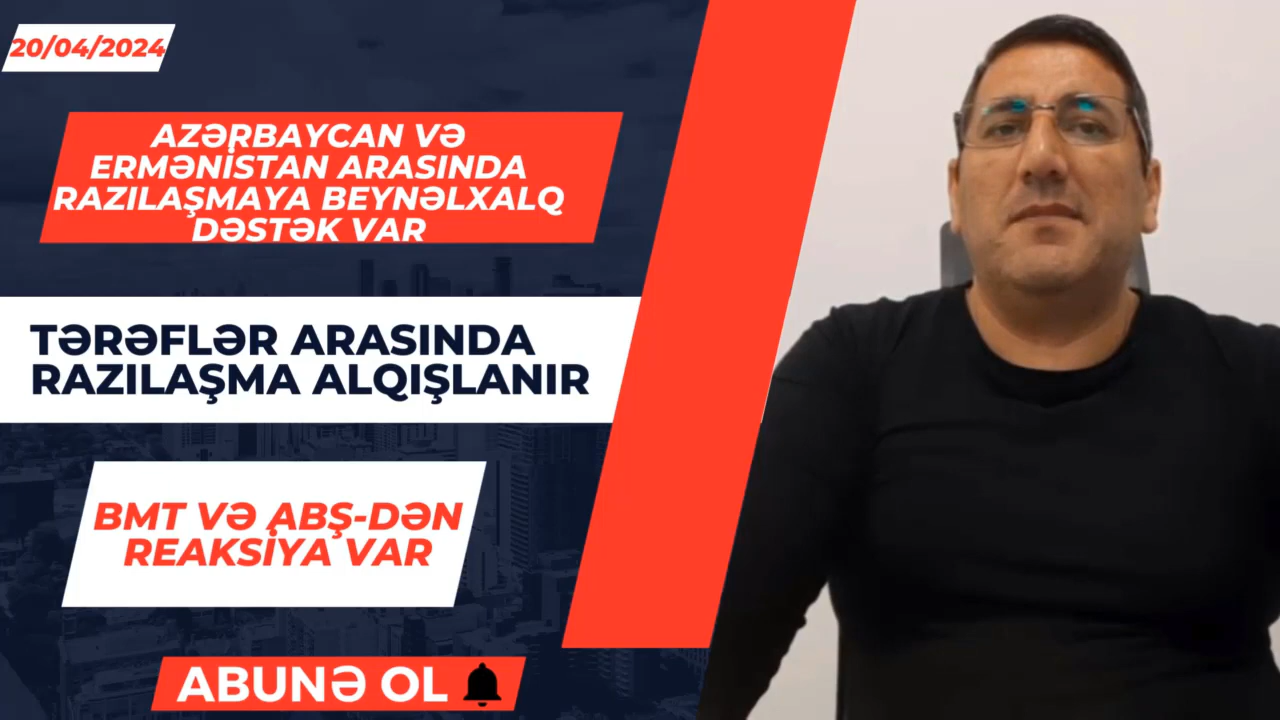 20/04/2024
AZƏRBAYCAN VƏ
ERMƏNİSTAN ARASINDA
RAZILAŞMAYA BEYNƏLXALQ
DƏSTƏK VAR
TƏRƏFLƏR ARASINDA
RAZILAŞMA ALQIŞLANIR
BMT VƏ ABŞ-DƏN
REAKSİYA VAR
ABUNƏ OL